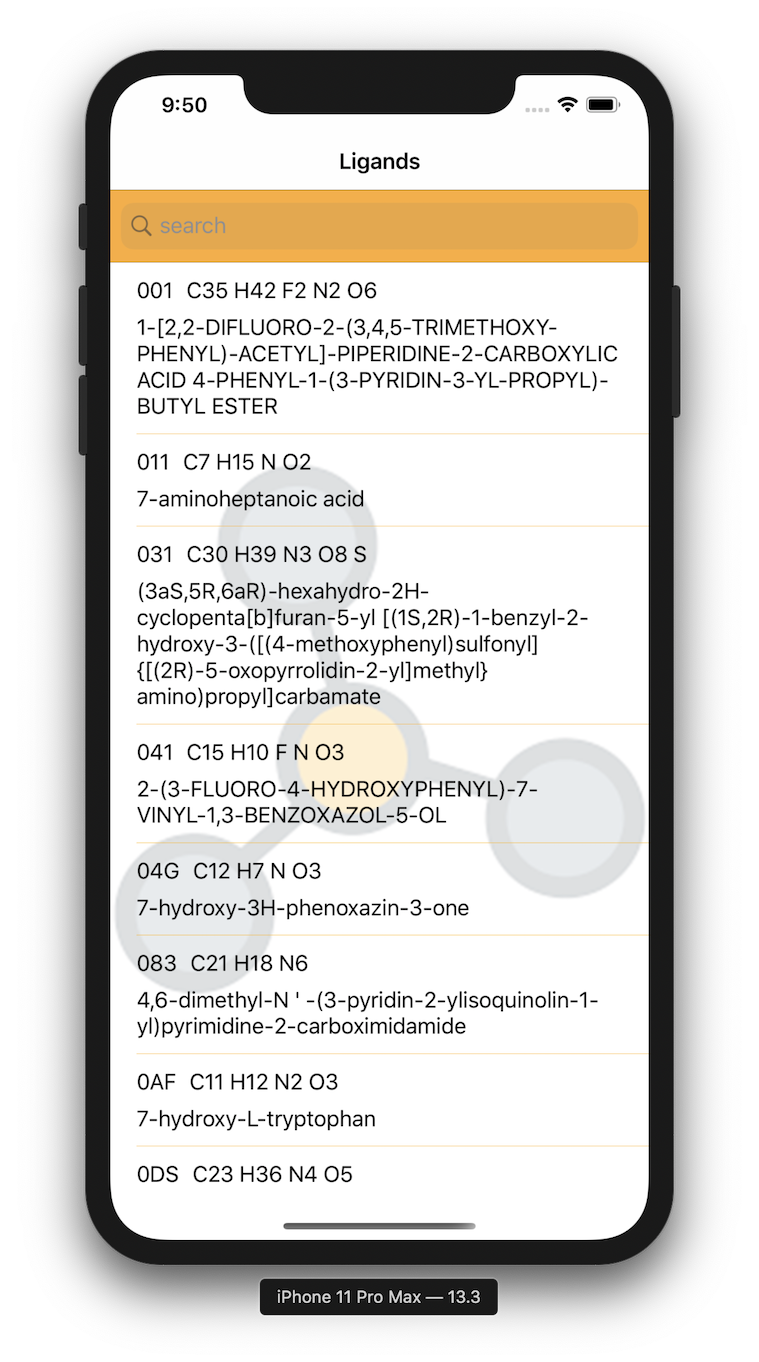 9:50
Ligands
search
001 C35 H42 F2 N2 O6
1-[2,2-DIFLUORO-2-(3,4,5-TRIMETHOXY-
PHENYL)-ACETYL]-PIPERIDINE-2-CARBOXYLIC
ACID 4-PHENYL-1-(3-PYRIDIN-3-YL-PROPYL)-
BUTYL ESTER
011 C7 H15 N O2
7-aminoheptanoic acid
031 C30 H39 N3 O8 S
(3aS,5R,6aR)-hexahydro-2H-
cyclopenta[b]furan-5-yl [(1S,2R)-1-benzyl-2-
hydroxy-3-([(4-methoxyphenyl)sulfonyl]
{[(2R)-5-oxopyrrolidin-2-yl]methyl}
amino)propyl]carbamate
041 C15 H10 F N O3
2-(3-FLUORO-4-HYDROXYPHENYL)-7-
VINYL-1,3-BENZOXAZOL-5-OL
04G C12 H7 N O3
7-hydroxy-3H-phenoxazin-3-one
083 C21 H18 N6
4,6-dimethyl-N ' -(3-pyridin-2-ylisoquinolin-1-
yl)pyrimidine-2-carboximidamide
0AF C11 H12 N2 O3
7-hydroxy-L-tryptophan
0DS C23 H36 N4 O5
iPhone 11 Pro Max — 13.3